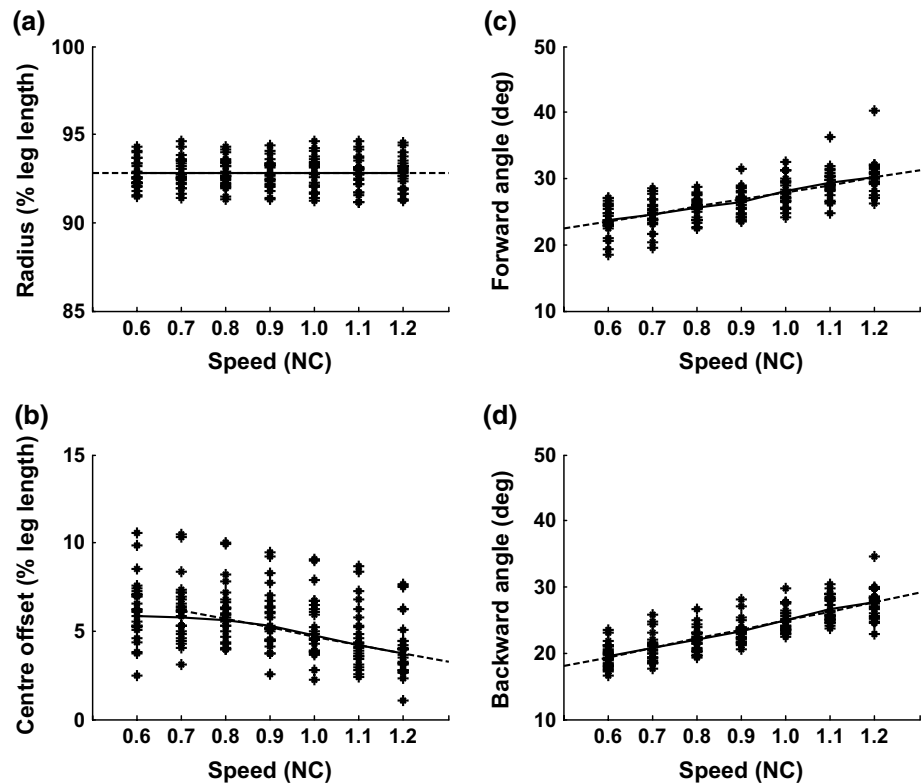 (a)
100
95
90
85
Radius (% leg length)
0.6 0.7 0.8 0.9 1.0 1.1 1.2
Speed (NC)
(b)
15
10
5
0
Centre offset (% leg length)
0.6 0.7 0.8 0.9 1.0 1.1 1.2
Speed (NC)
(c)
50
40
30
20
10
Forward angle (deg)
0.6 0.7 0.8 0.9 1.0 1.1 1.2
Speed (NC)
(d)
50
40
30
20
10
Backward angle (deg)
0.6 0.7 0.8 0.9 1.0 1.1 1.2
Speed (NC)